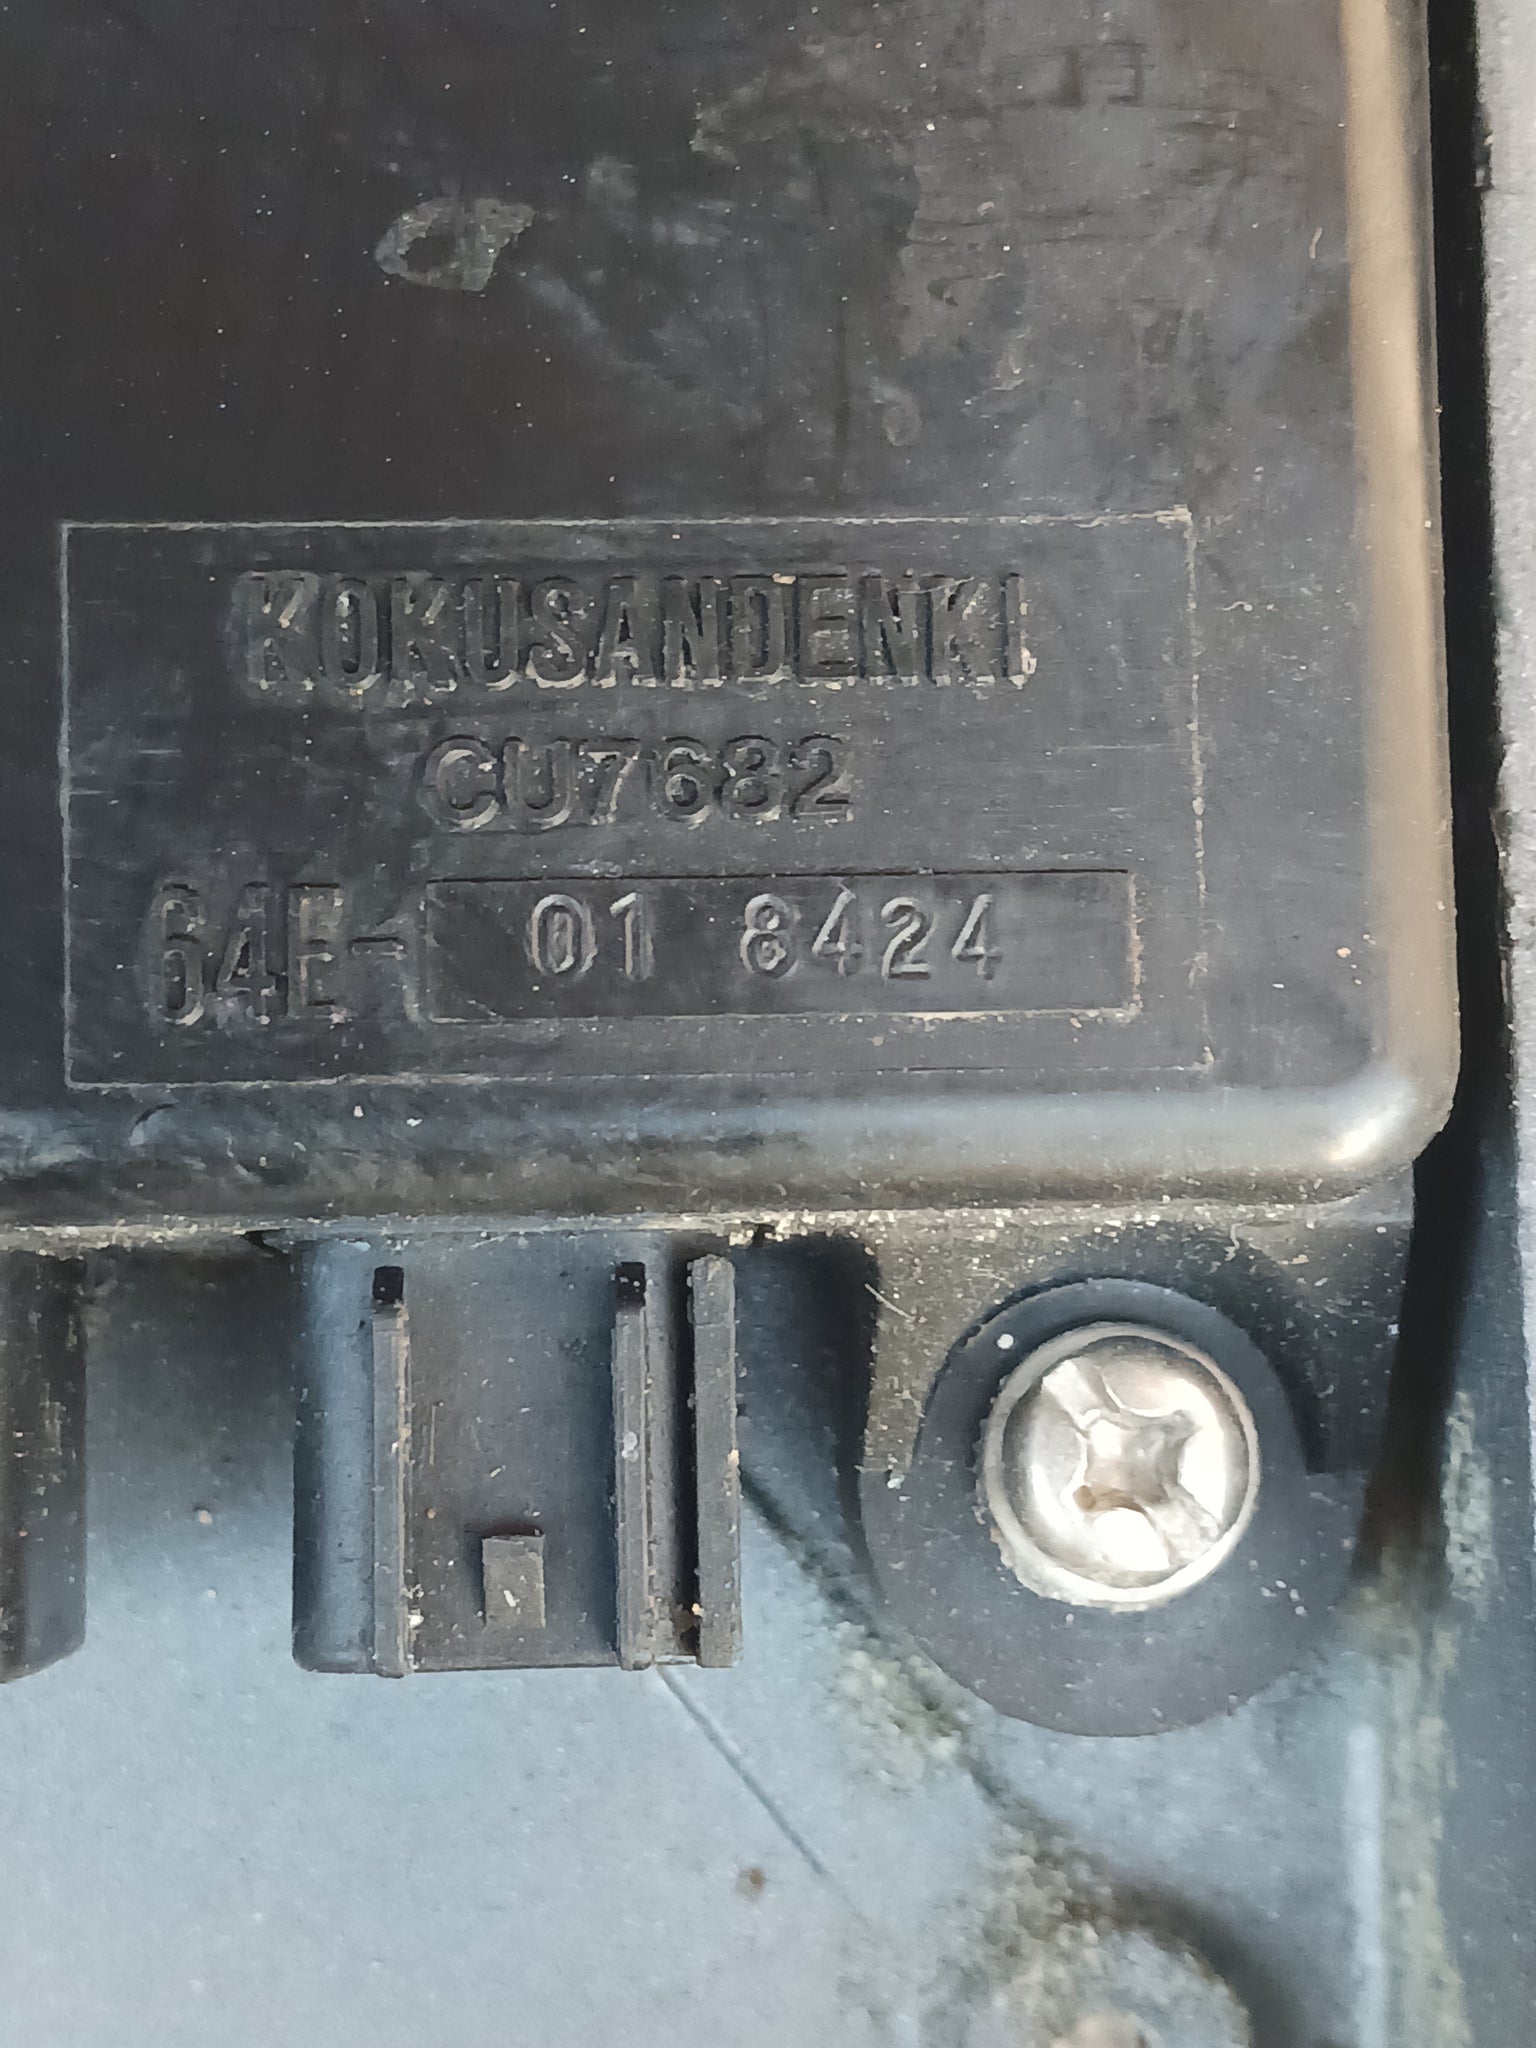 KOKUSANDENKI
CU7682
64E- 01 8424